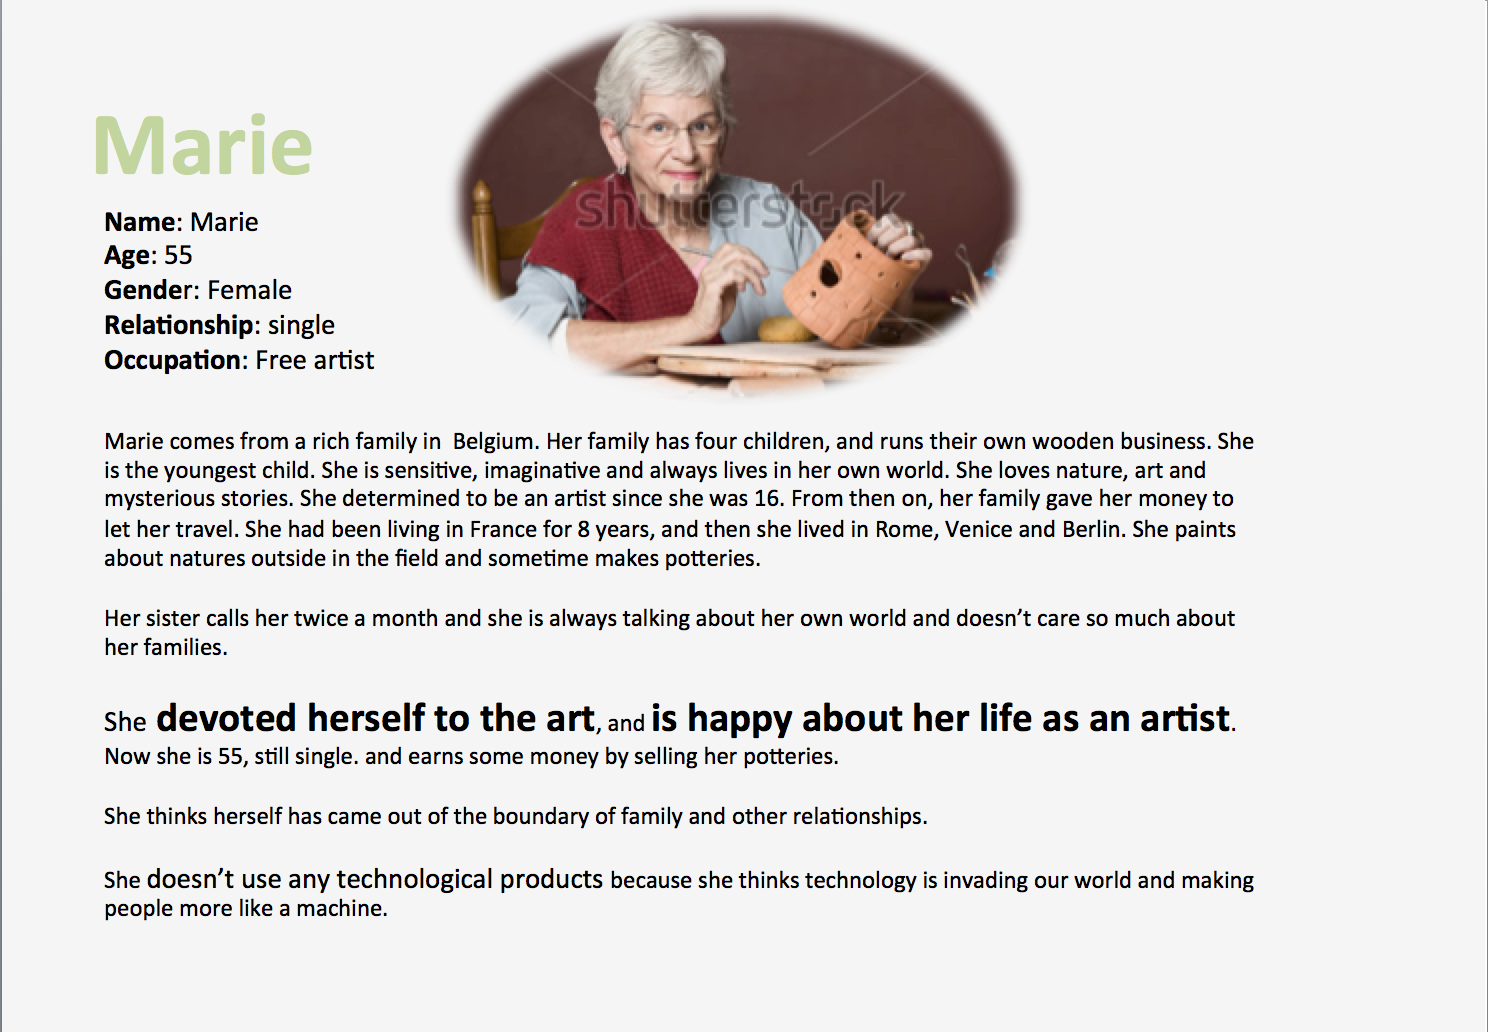 shutterstock
Marie
Name: Marie
Age: 55
Gender: Female
Relationship: single
Occupation: Free artist
Marie comes from a rich family in  Belgium. Her family has four children, and runs their own wooden business. She
is the youngest child. She is sensitive, imaginative and always lives in her own world. She loves nature, art and
mysterious stories. She determined to be an artist since she was 16. From then on, her family gave her money to
let her travel. She had been living in France for 8 years, and then she lived in Rome, Venice and Berlin. She paints
about natures outside in the field and sometime makes potteries.
Her sister calls her twice a month and she is always talking about her own world and doesn’t care so much about
her families.
She devoted herself to the art, and is happy about her life as an artist.
Now she is 55, still single. and earns some money by selling her potteries.
She thinks herself has came out of the boundary of family and other relationships.
She doesn’t use any technological products because she thinks technology is invading our world and making
people more like a machine.